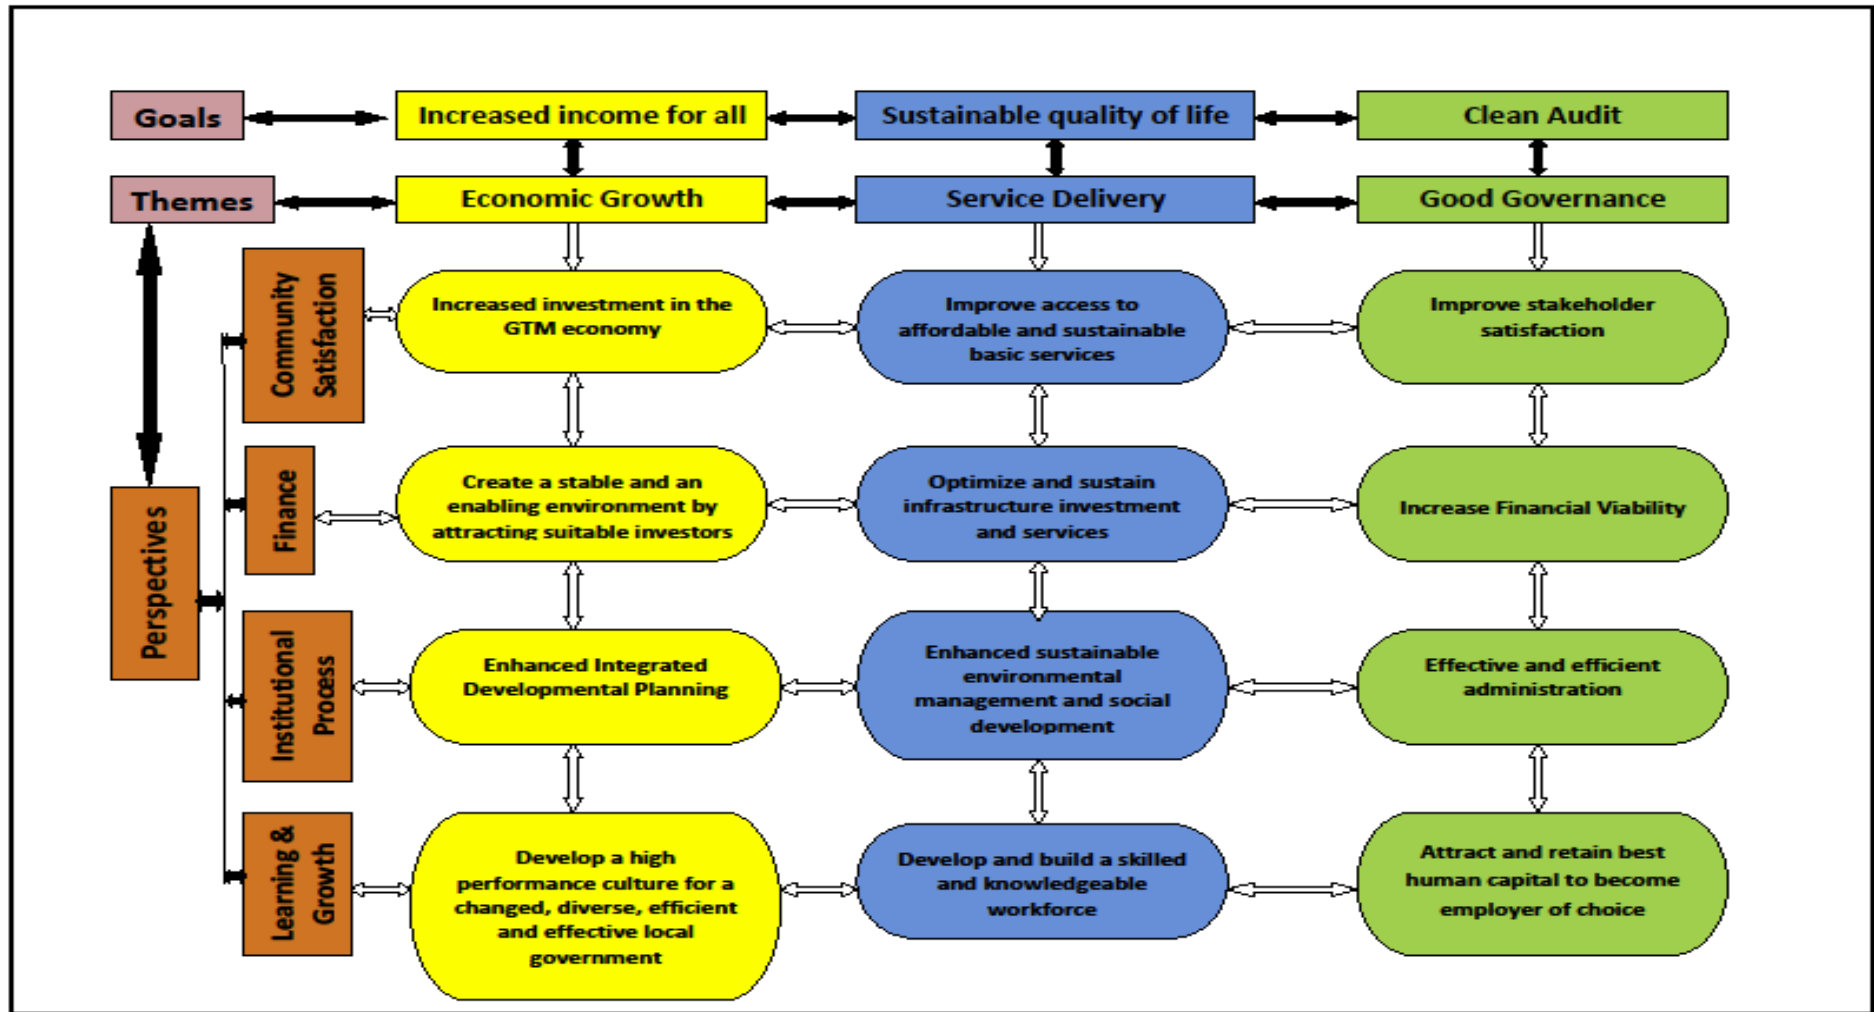 Goals
Increased income for all
Sustainable quality of life
Clean Audit
Themes
Economic Growth
Service Delivery
Good Governance
Perspectives
Community
Satisfaction
Increased investment in the
GTM economy
Improve access to
affordable and sustainable
basic services
Improve stakeholder
satisfaction
Finance
Create a stable and an
enabling environment by
attracting suitable investors
Optimize and sustain
infrastructure investment
and services
Increase Financial Viability
Institutional
Process
Enhanced Integrated
Developmental Planning
Enhanced sustainable
environmental
management and social
development
Effective and efficient
administration
Learning &
Growth
Develop a high
performance culture for a
changed, diverse, efficient
and effective local
government
Develop and build a skilled
and knowledgeable
workforce
Attract and retain best
human capital to become
employer of choice